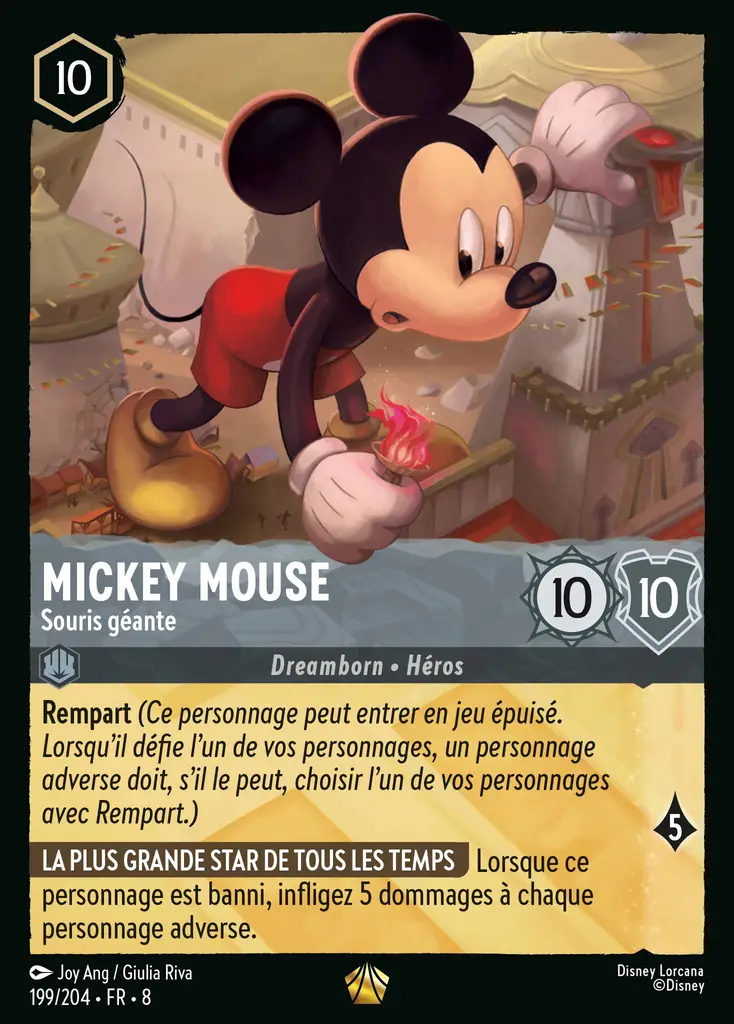 10
MICKEY MOUSE
Souris géante
10
10
Dreamborn • Héros
Rempart (Ce personnage peut entrer en jeu épuisé.
Lorsqu'il défie l'un de vos personnages, un personnage
adverse doit, s'il le peut, choisir l'un de vos personnages
avec Rempart.)
5
LA PLUS GRANDE STAR DE TOUS LES TEMPS Lorsque ce
personnage est banni, infligez 5 dommages à chaque
personnage adverse.
Joy Ang / Giulia Riva
199/204 • FR • 8
Disney Lorcana
©Disney